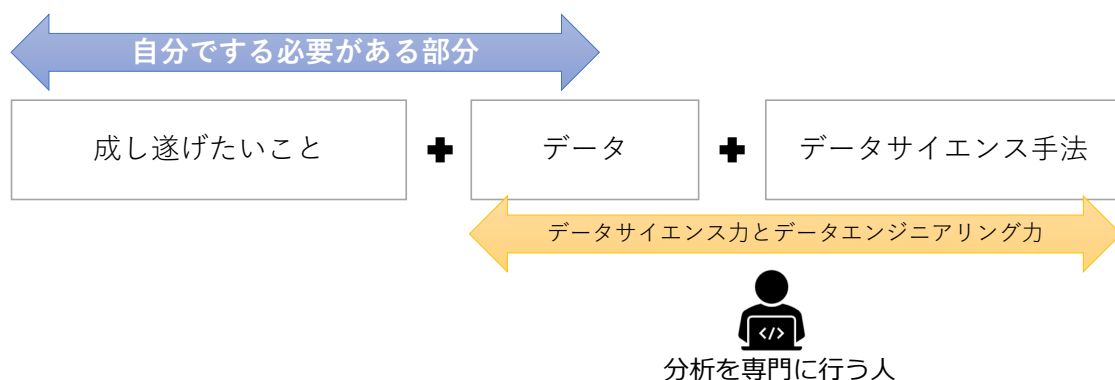 自分でする必要がある部分
成し遂げたいこと
データ
データサイエンス手法
データサイエンス力とデータエンジニアリング力
</>
分析を専門に行う人